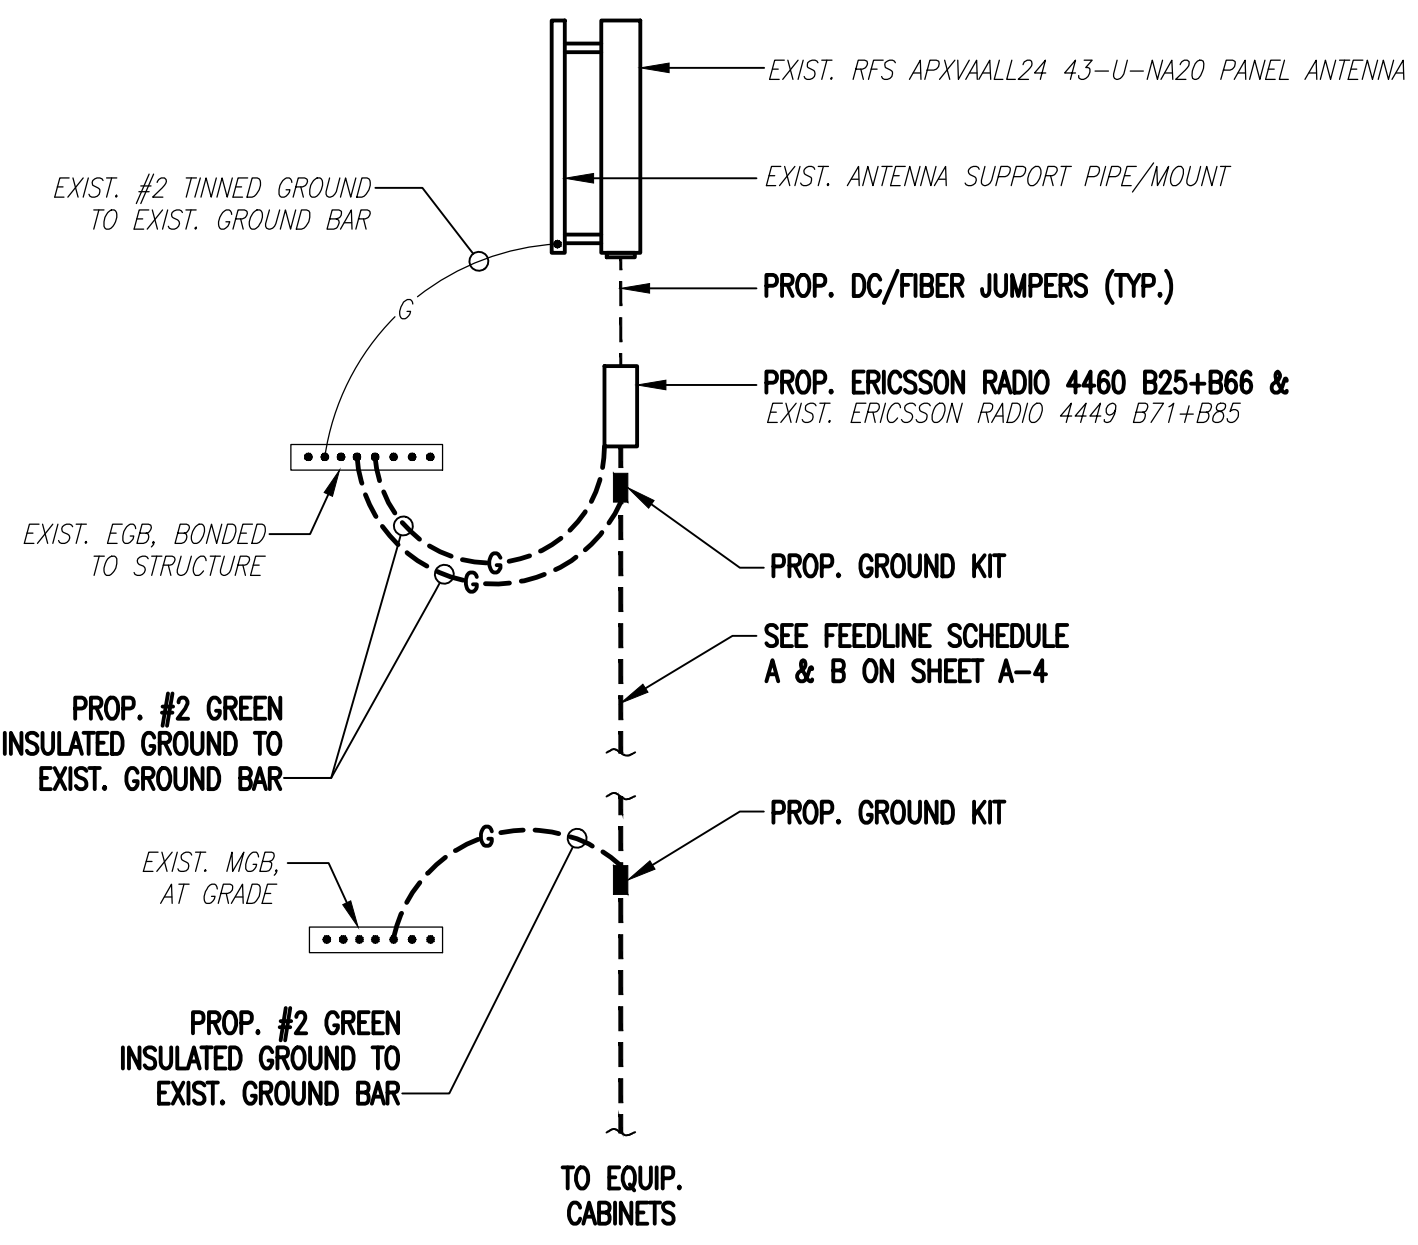 EXIST. RFS APXVAALL24 43-U-NA20 PANEL ANTENNA
EXIST. ANTENNA SUPPORT PIPE/MOUNT
EXIST. #2 TINNED GROUND
TO EXIST. GROUND BAR
PROP. DC/FIBER JUMPERS (TYP.)
G
PROP. ERICSSON RADIO 4460 B25+B66 &
EXIST. ERICSSON RADIO 4449 B71+B85
EXIST. EGB, BONDED
TO STRUCTURE
G
G
PROP. GROUND KIT
SEE FEEDLINE SCHEDULE
A & B ON SHEET A-4
PROP. #2 GREEN
INSULATED GROUND TO
EXIST. GROUND BAR
PROP. GROUND KIT
G
EXIST. MGB,
AT GRADE
PROP. #2 GREEN
INSULATED GROUND TO
EXIST. GROUND BAR
TO EQUIP.
CABINETS